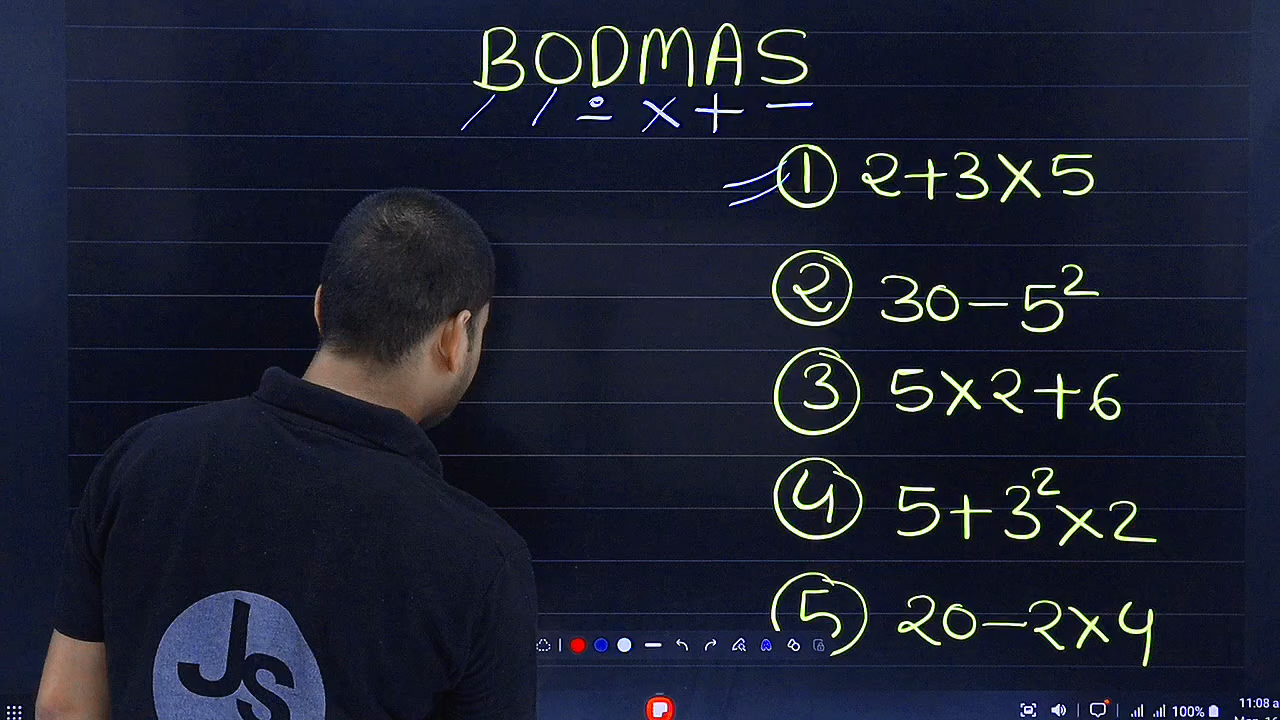 BODMAS
/ / ÷ × + −
① 2+3×5
② 30−5²
③ 5×2+6
④ 5+3²×2
⑤ 20−2×4
JS
100%
11:08 a